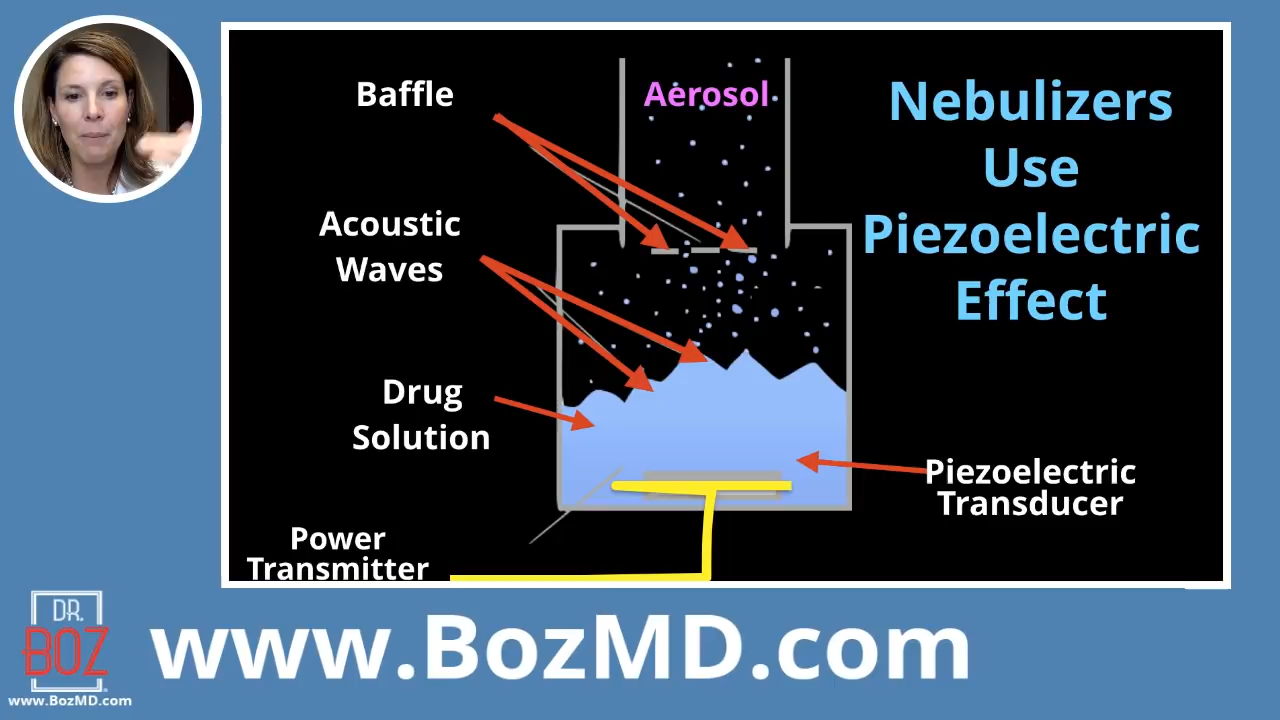 Baffle
Aerosol
Nebulizers
Use
Piezoelectric
Effect
Acoustic
Waves
Drug
Solution
Piezoelectric
Transducer
Power
Transmitter
DR.
BOZ
www.BozMD.com
www.BozMD.com